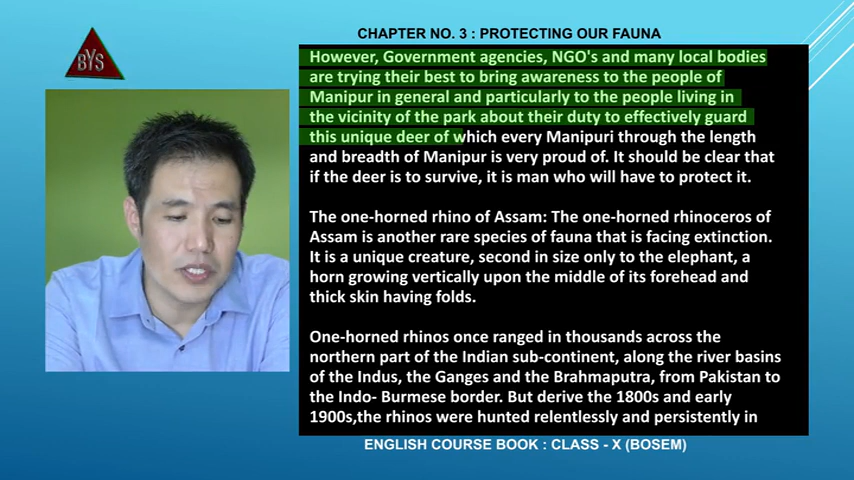 CHAPTER NO. 3 : PROTECTING OUR FAUNA
BYS
However, Government agencies, NGO's and many local bodies
are trying their best to bring awareness to the people of
Manipur in general and particularly to the people living in
the vicinity of the park about their duty to effectively guard
this unique deer of which every Manipuri through the length
and breadth of Manipur is very proud of. It should be clear that
if the deer is to survive, it is man who will have to protect it.
The one-horned rhino of Assam: The one-horned rhinoceros of
Assam is another rare species of fauna that is facing extinction.
It is a unique creature, second in size only to the elephant, a
horn growing vertically upon the middle of its forehead and
thick skin having folds.
One-horned rhinos once ranged in thousands across the
northern part of the Indian sub-continent, along the river basins
of the Indus, the Ganges and the Brahmaputra, from Pakistan to
the Indo- Burmese border. But derive the 1800s and early
1900s,the rhinos were hunted relentlessly and persistently in
ENGLISH COURSE BOOK : CLASS - X (BOSEM)